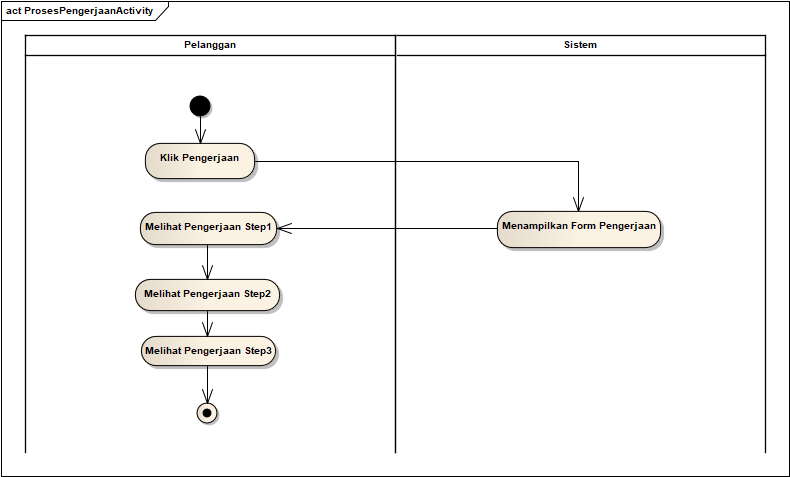 act ProsesPengerjaanActivity
Pelanggan
Sistem
Klik Pengerjaan
Melihat Pengerjaan Step1
Menampilkan Form Pengerjaan
Melihat Pengerjaan Step2
Melihat Pengerjaan Step3